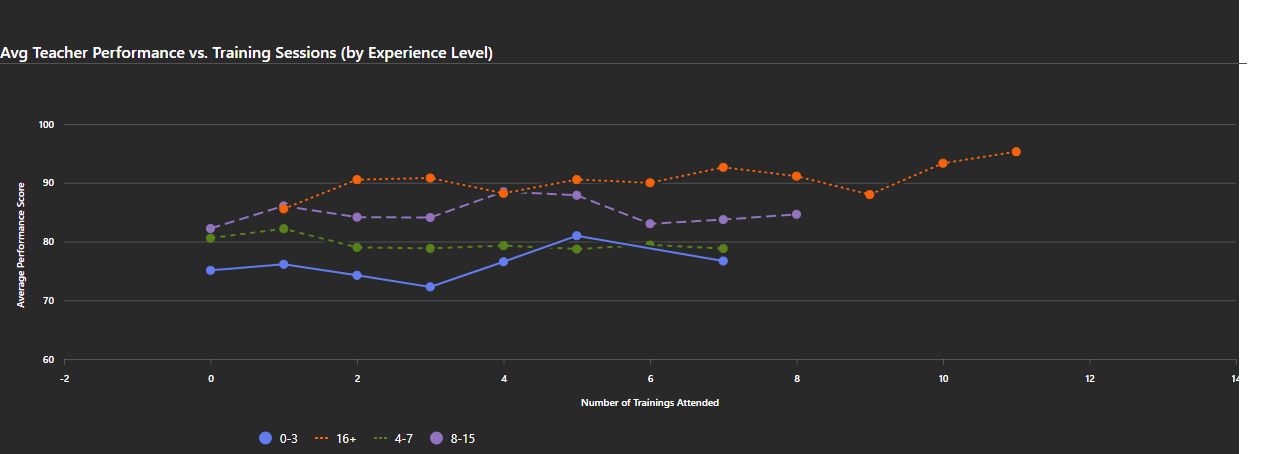 Avg Teacher Performance vs. Training Sessions (by Experience Level)
100
90
80
70
60
Average Performance Score
-2 0 2 4 6 8 10 12 14
Number of Trainings Attended
0-3 16+ 4-7 8-15